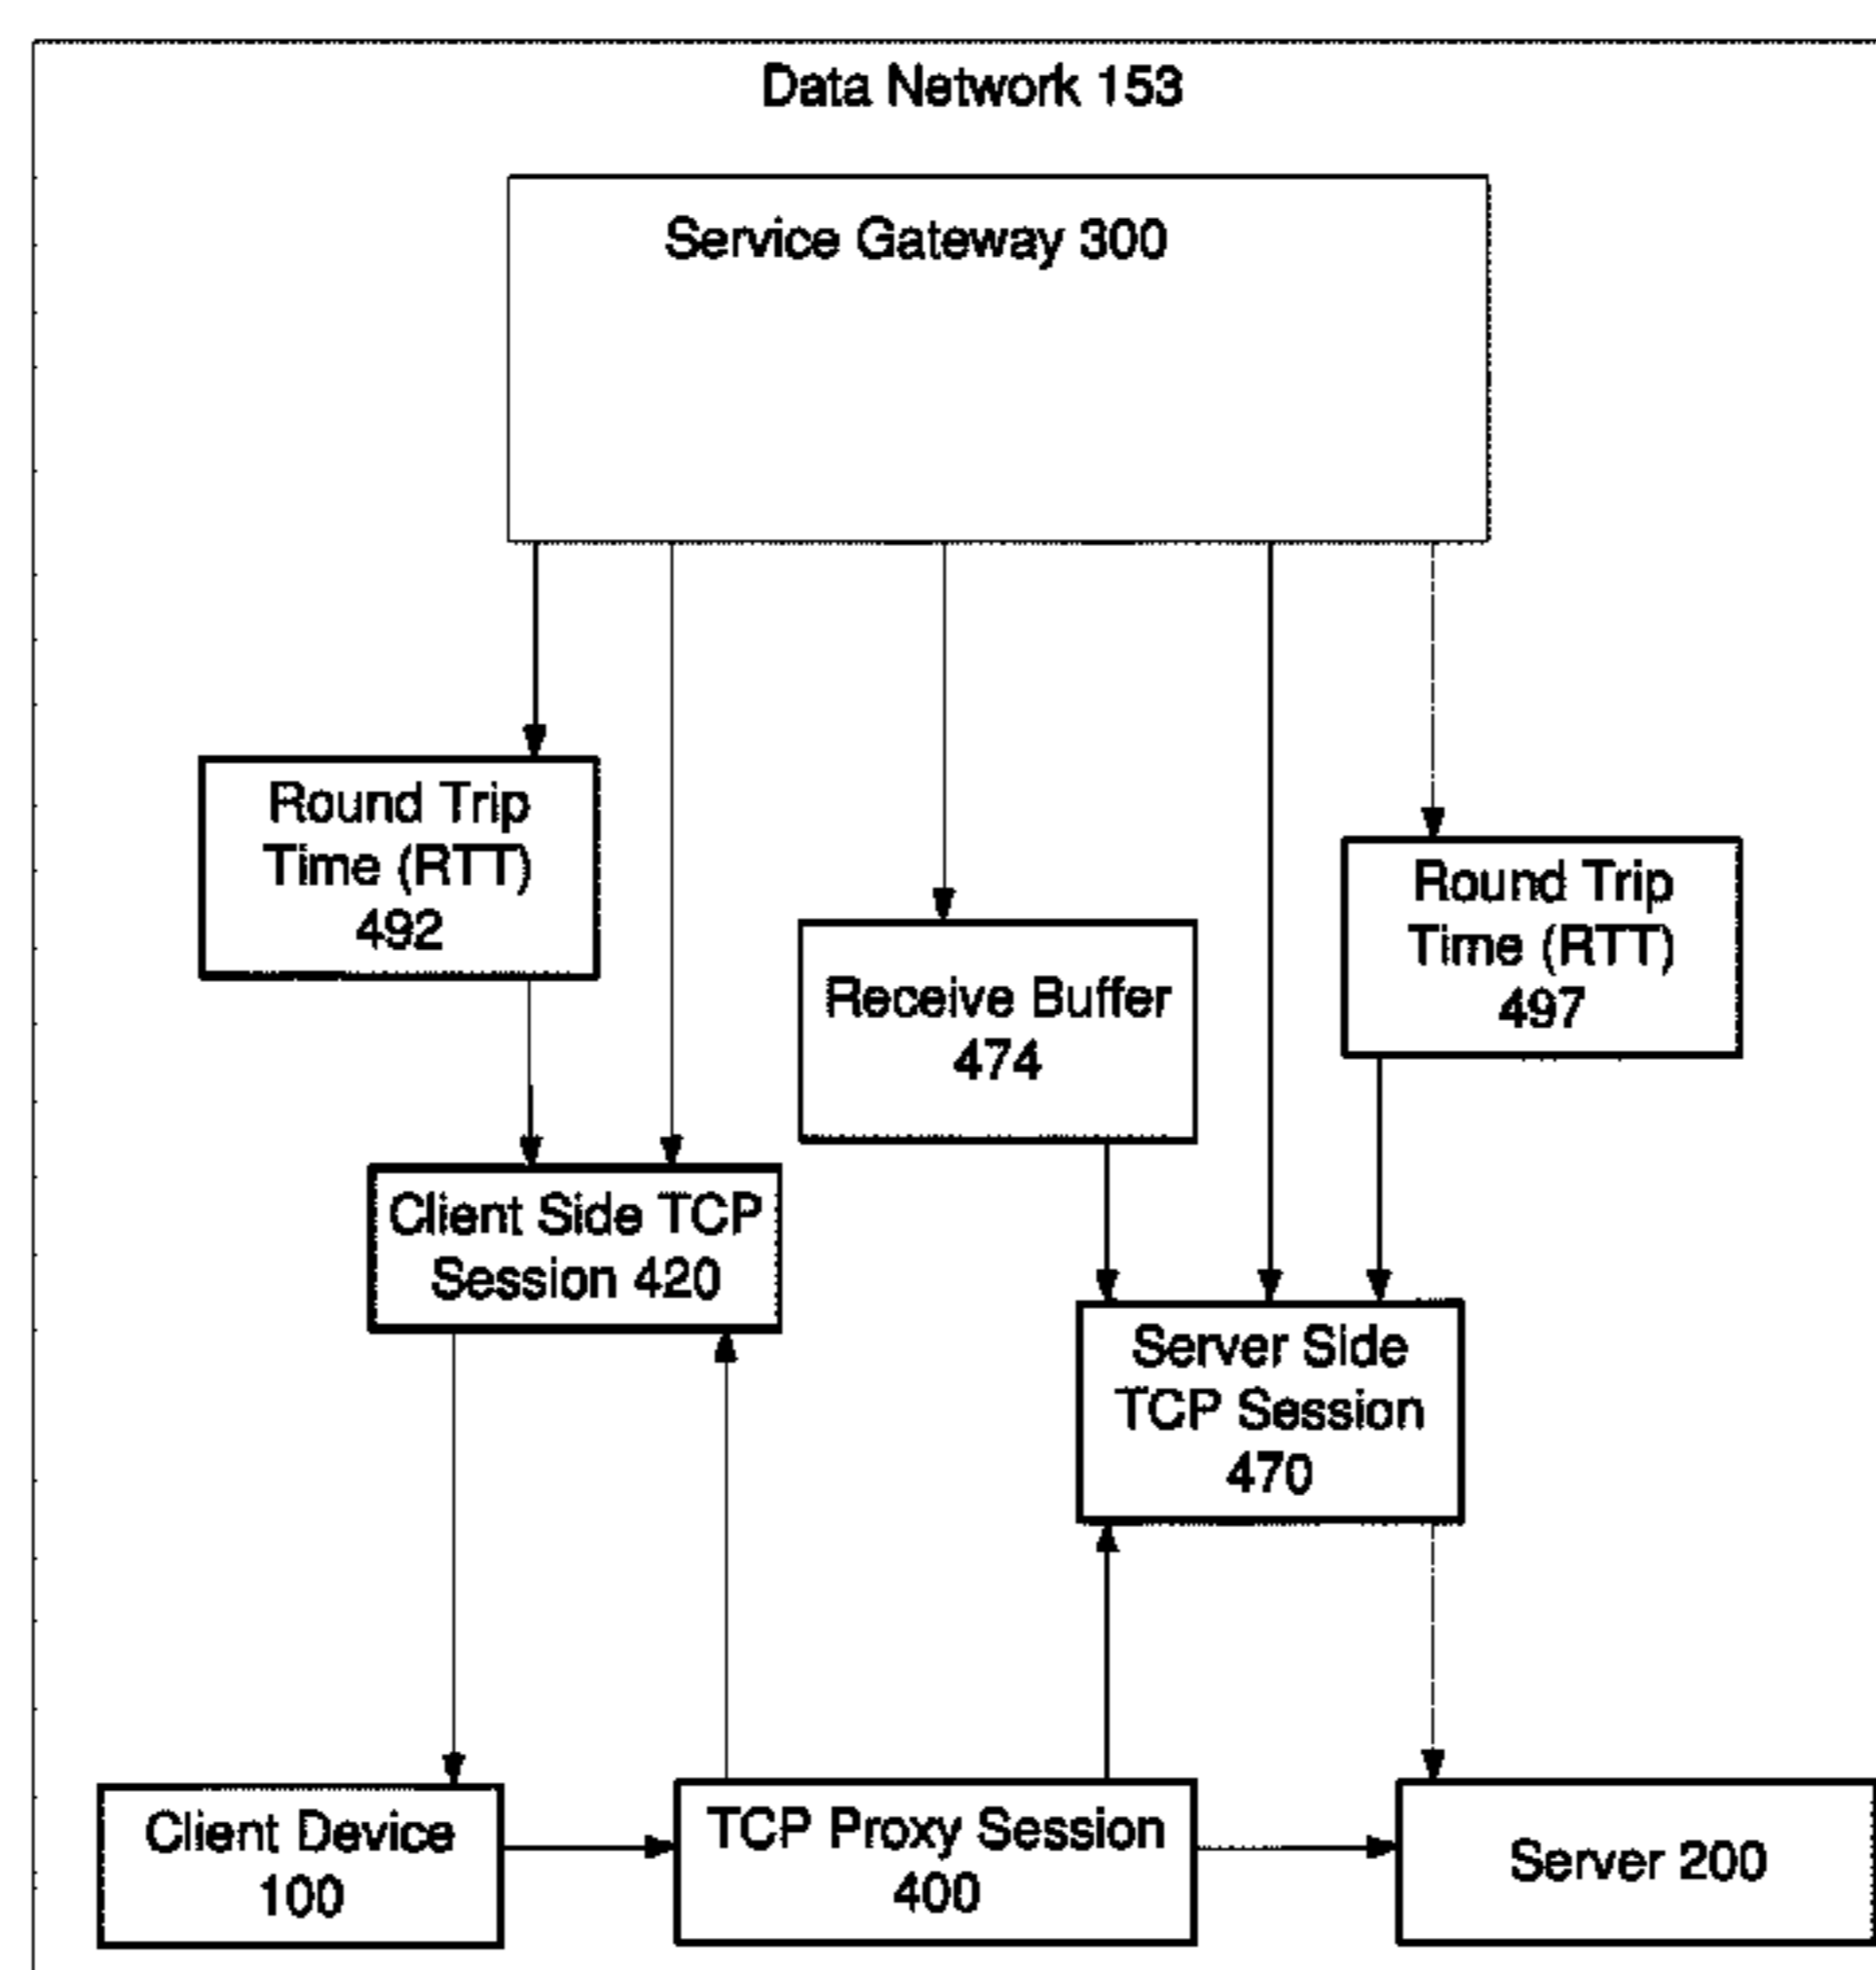 Data Network 153
Service Gateway 300
Round Trip
Time (RTT)
492
Round Trip
Time (RTT)
497
Receive Buffer
474
Client Side TCP
Session 420
Server Side
TCP Session
470
Client Device
100
TCP Proxy Session
400
Server 200